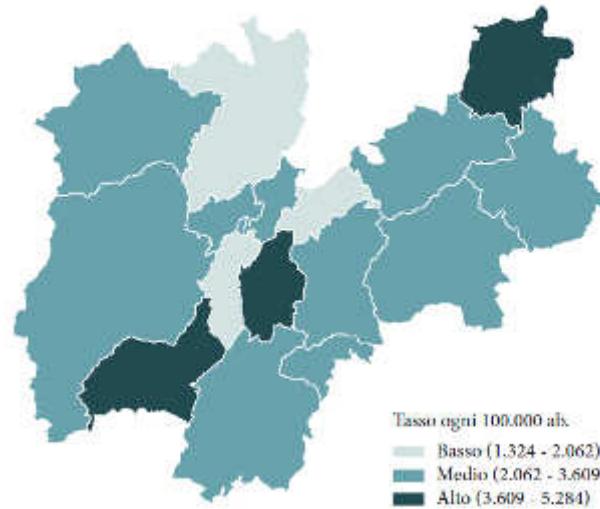 Tasso ogni 100.000 ab.
Basso (1.324 - 2.062)
Medio (2.062 - 3.609
Alto (3.609 - 5.284)